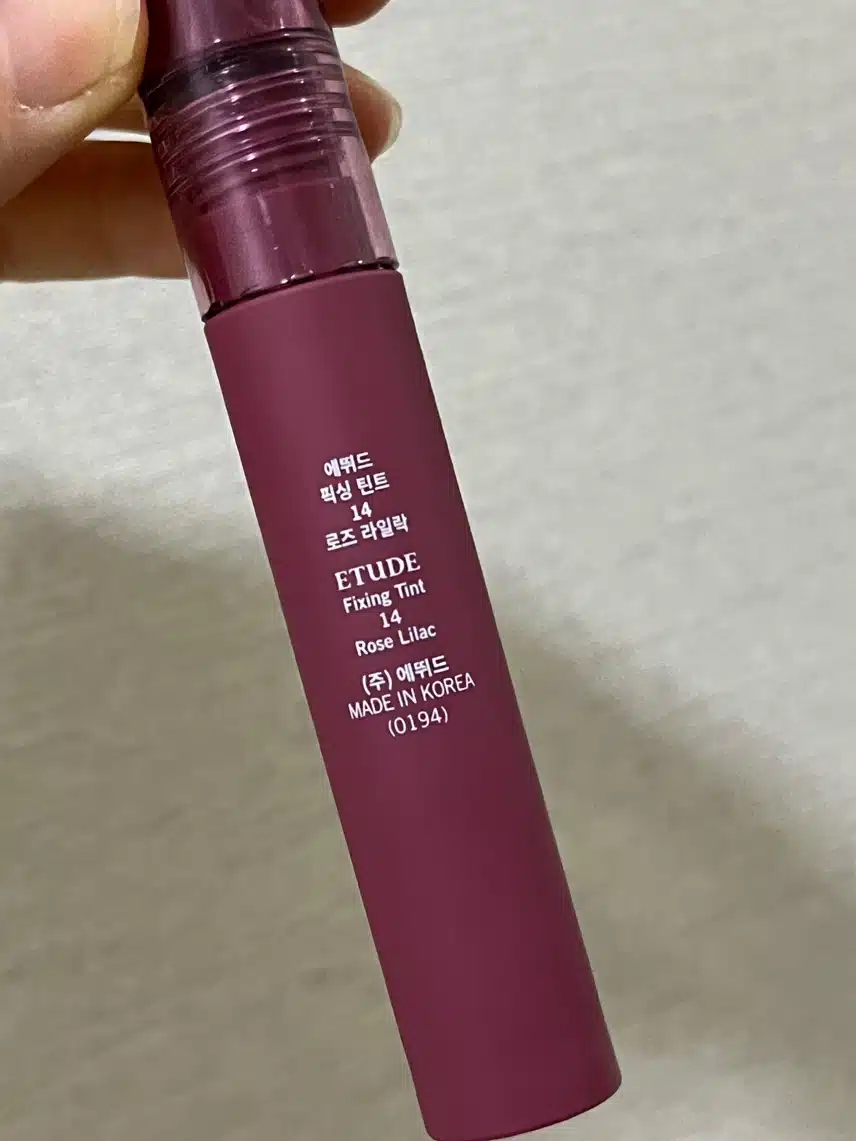 에뛰드
픽싱 틴트
14
로즈 라일락
ETUDE
Fixing Tint
14
Rose Lilac
(주) 에뛰드
MADE IN KOREA
(0194)